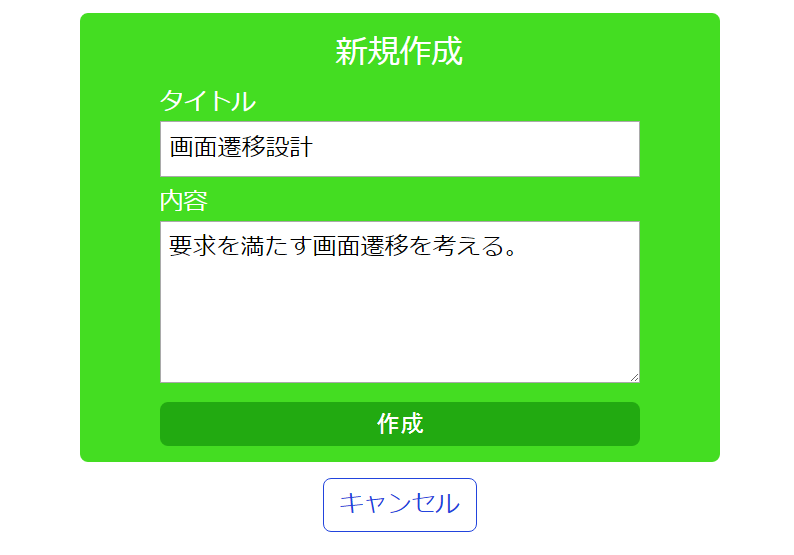 新規作成
タイトル
画面遷移設計
内容
要求を満たす画面遷移を考える。
作成
キャンセル